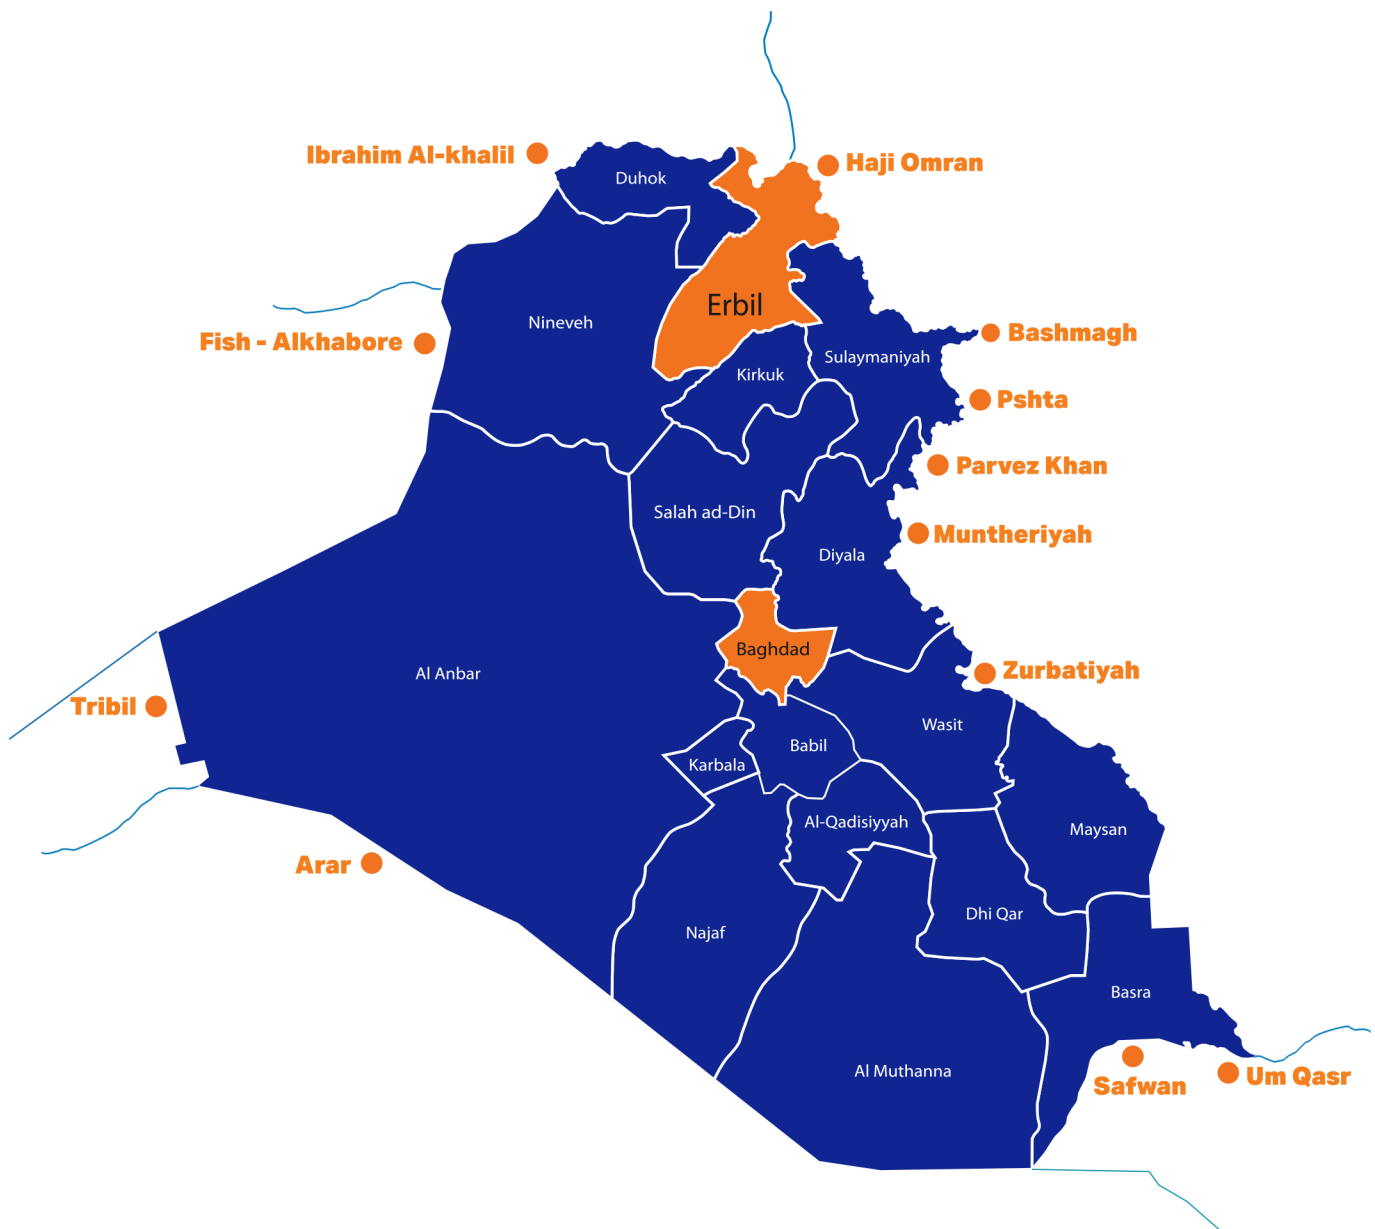 Ibrahim Al-khalil
Haji Omran
Duhok
Erbil
Nineveh
Fish - Alkhabore
Bashmagh
Sulaymaniyah
Kirkuk
Pshta
Parvez Khan
Salah ad-Din
Muntheriyah
Diyala
Baghdad
Al Anbar
Zurbatiyah
Tribil
Wasit
Babil
Karbala
Al-Qadisiyyah
Maysan
Arar
Dhi Qar
Najaf
Basra
Al Muthanna
Um Qasr
Safwan